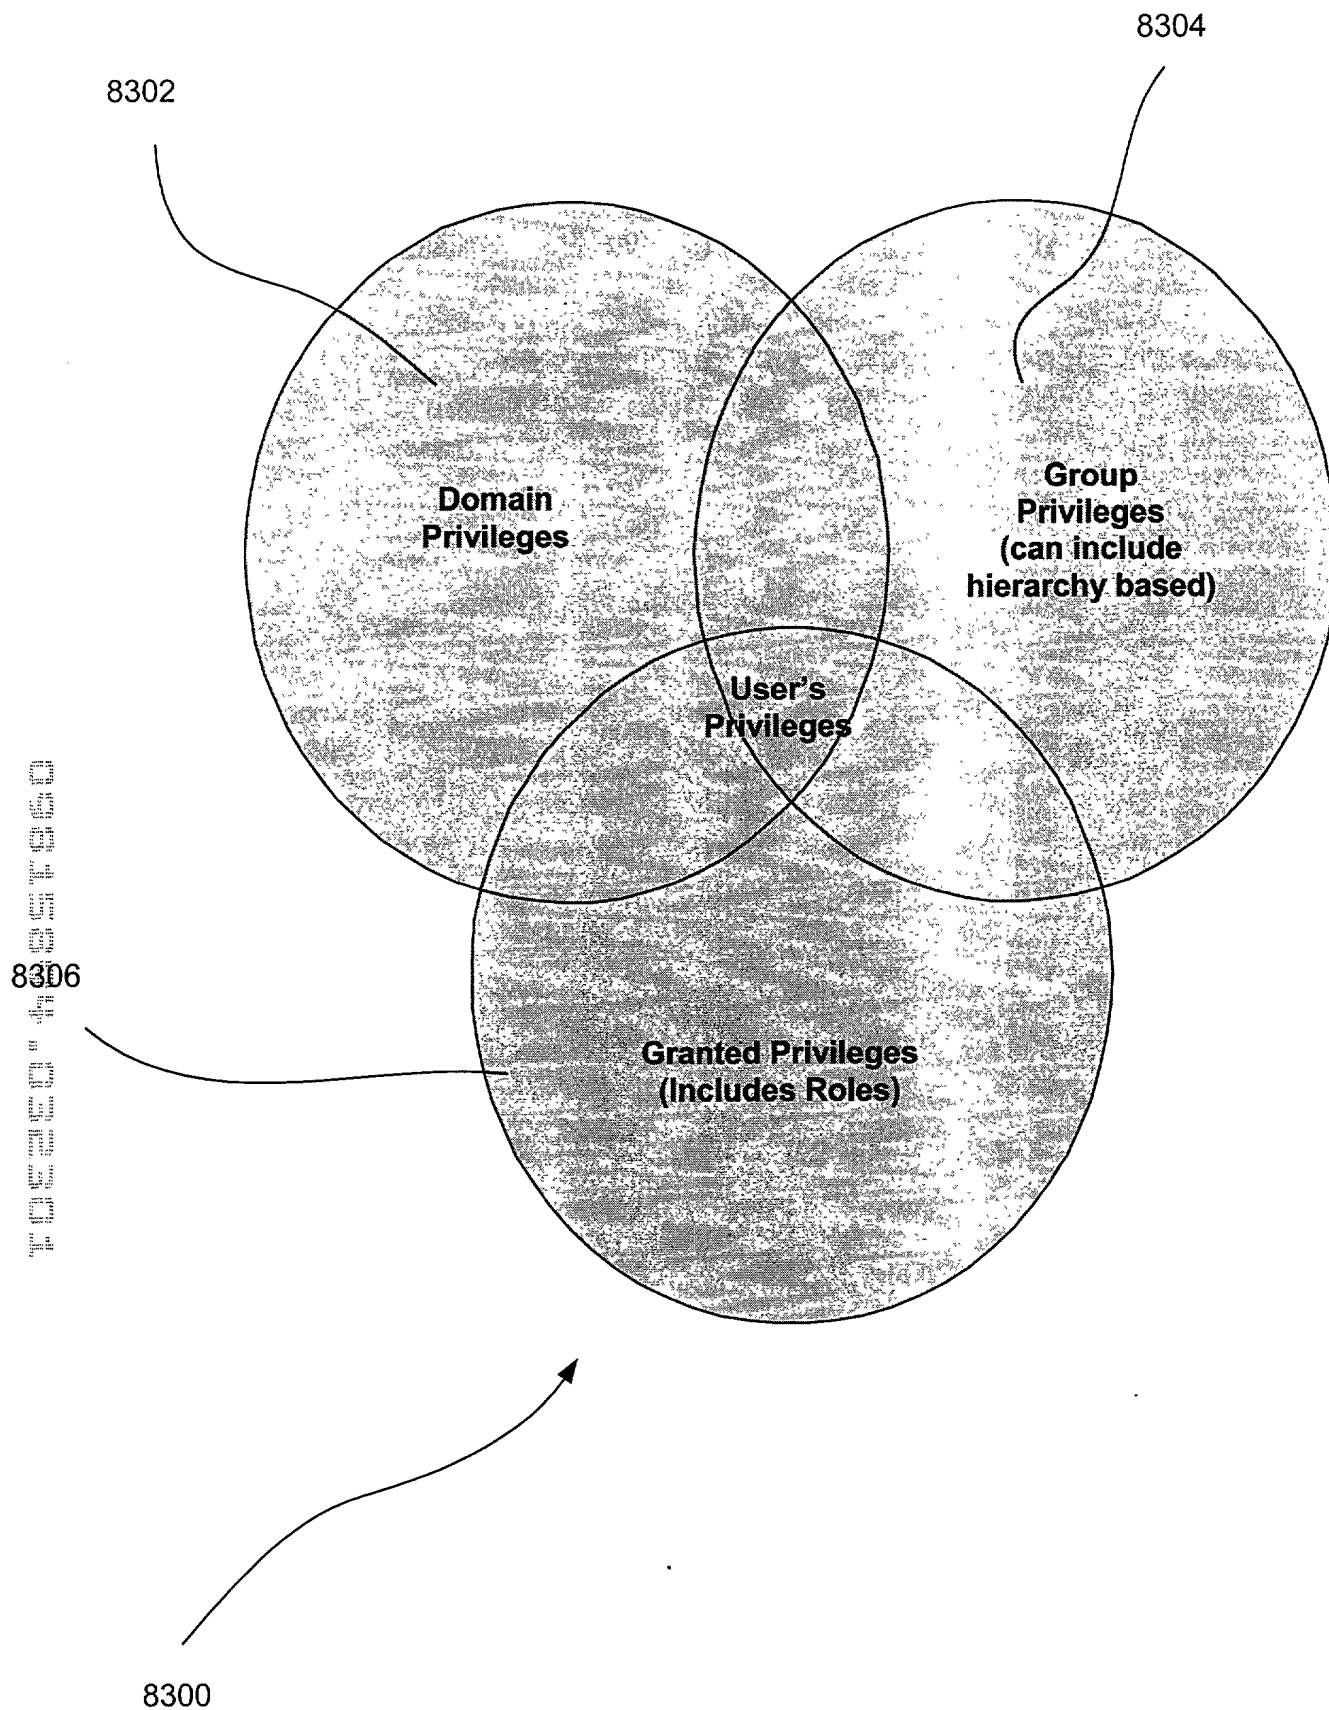 8304
8302
Domain
Privileges
Group
Privileges
(can include
hierarchy based)
User's
Privileges
8306
Granted Privileges
(Includes Roles)
8300